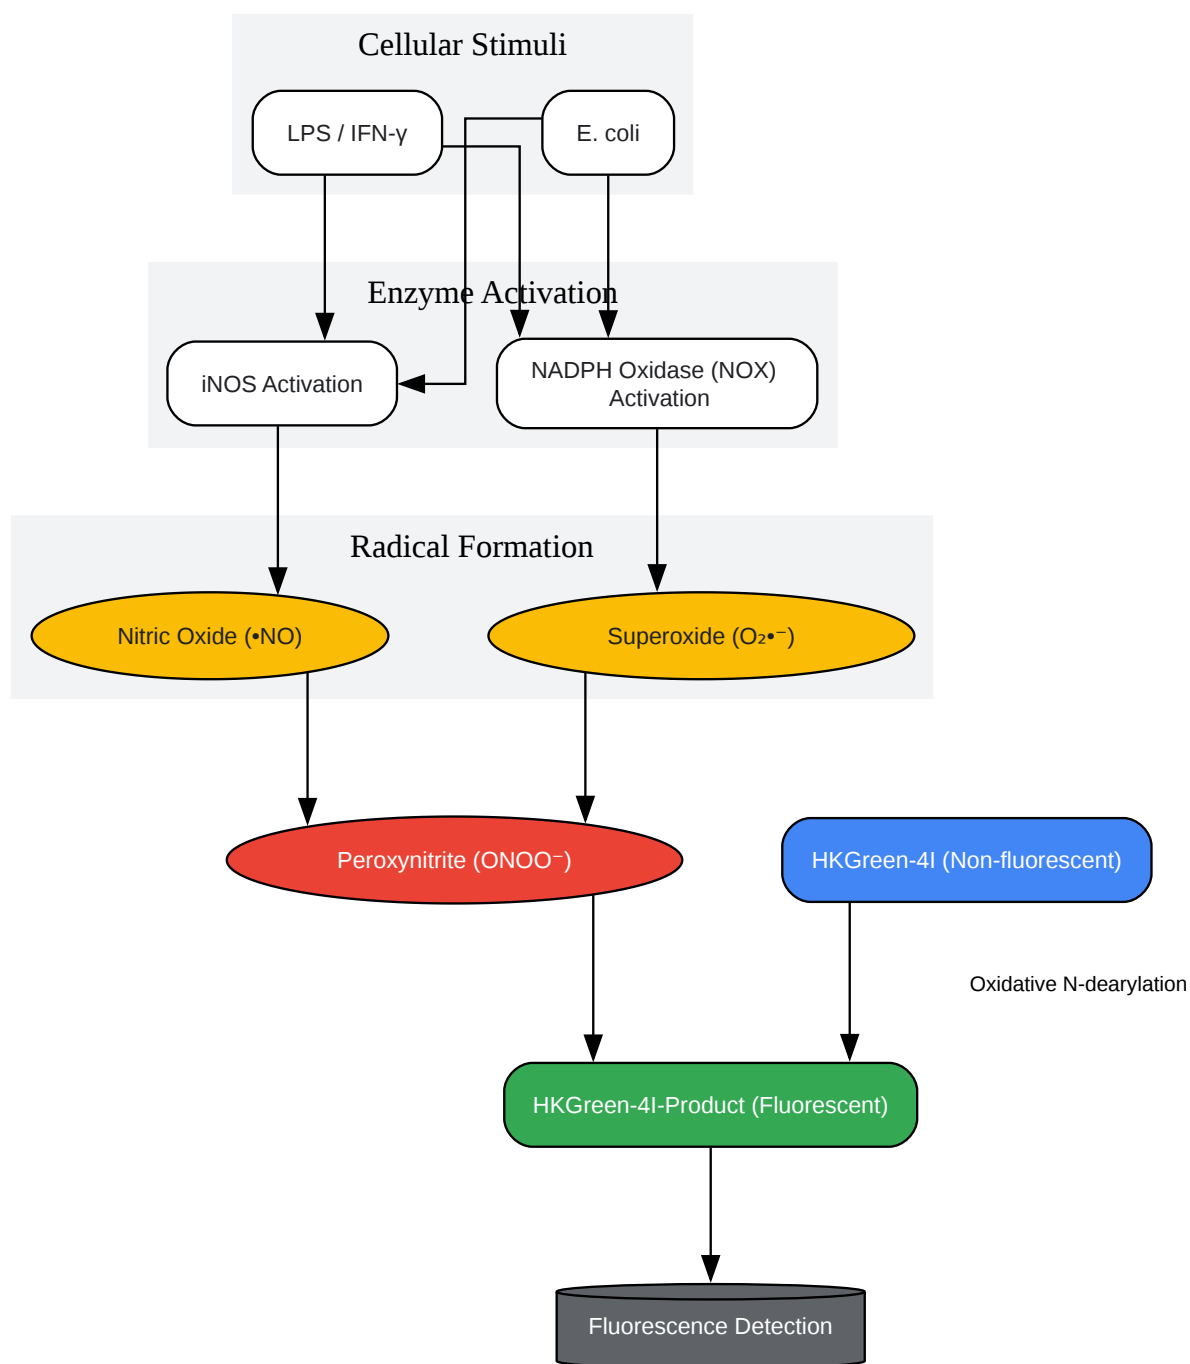 Cellular Stimuli
LPS / IFN-γ
E. coli
Enzyme Activation
iNOS Activation
NADPH Oxidase (NOX)
Activation
Radical Formation
Nitric Oxide (•NO)
Superoxide (O₂•⁻)
Peroxynitrite (ONOO⁻)
HKGreen-4I (Non-fluorescent)
Oxidative N-dearylation
HKGreen-4I-Product (Fluorescent)
Fluorescence Detection